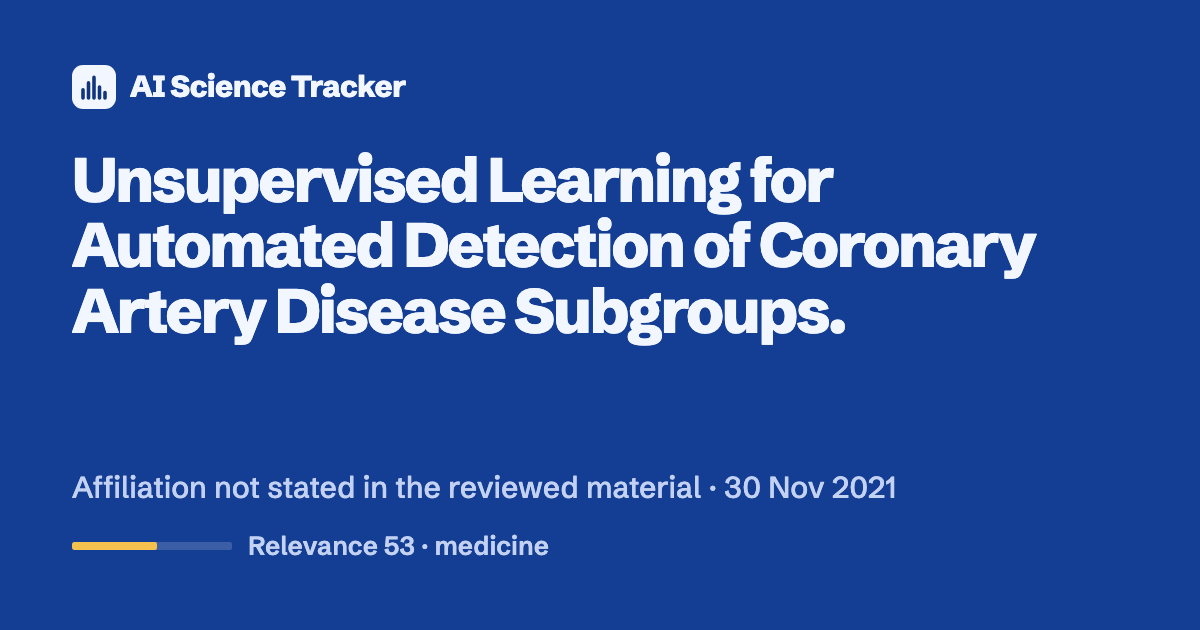 AI Science Tracker
Unsupervised Learning for
Automated Detection of Coronary
Artery Disease Subgroups.
Affiliation not stated in the reviewed material · 30 Nov 2021
Relevance 53 · medicine